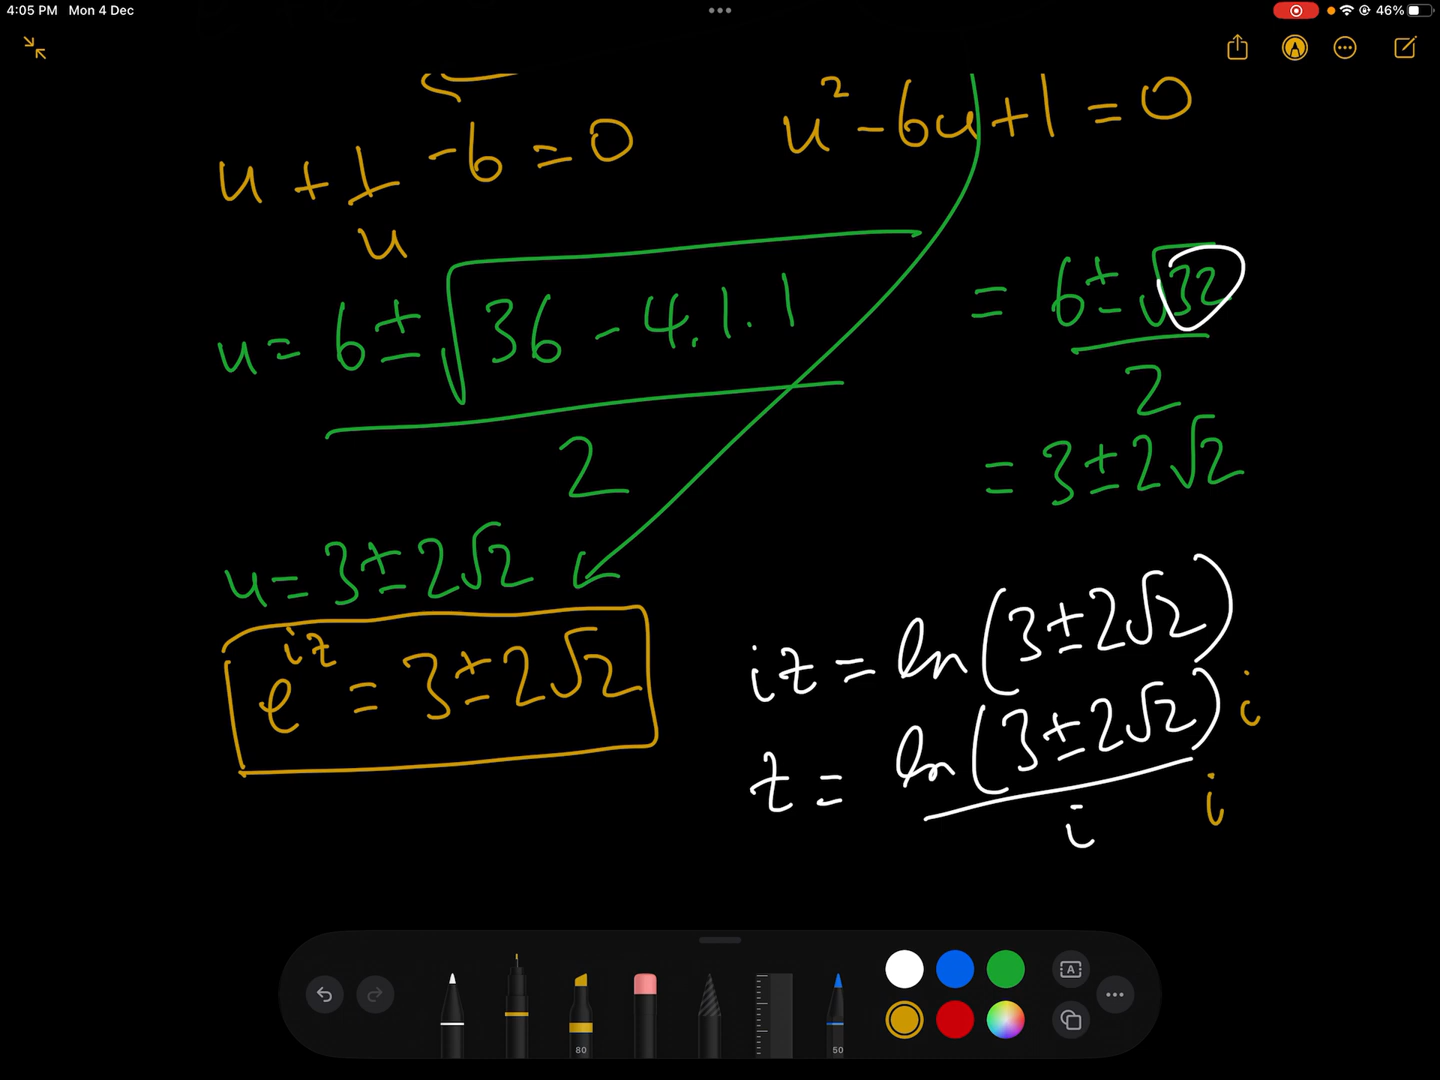 4:05 PM Mon 4 Dec
46%
u + 1/u - 6 = 0
u² - 6u + 1 = 0
u = (6 ± √(36 - 4.1.1))/2
= (6 ± √32)/2
= 3 ± 2√2
u = 3 ± 2√2
e^(iz) = 3 ± 2√2
iz = ln(3 ± 2√2)
z = ln(3 ± 2√2) i / i i
80
50
A